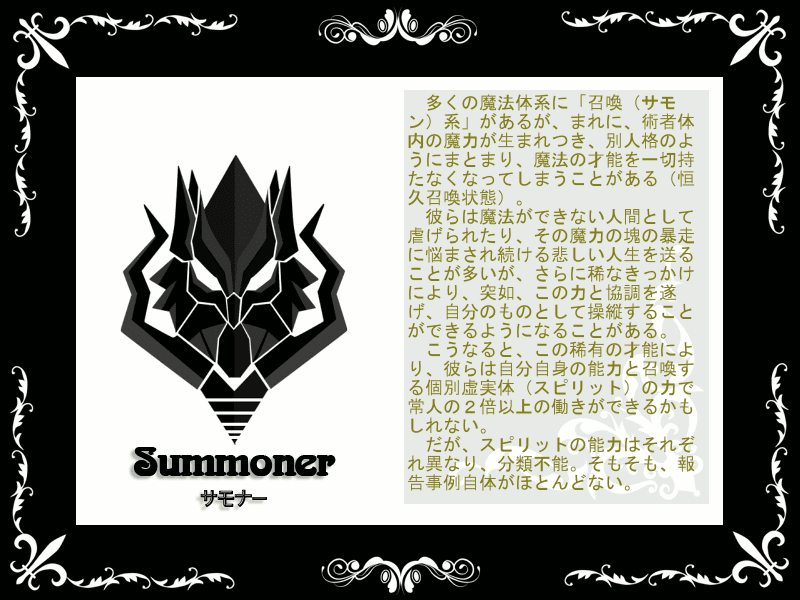 多くの魔法体系に「召喚（サモ
ン）系」があるが、まれに、術者体
内の魔力が生まれつき、別人格のよ
うにまとまり、魔法の才能を一切持
たなくなってしまうことがある（恒
久召喚状態）。
彼らは魔法ができない人間として
虐げられたり、その魔力の塊の暴走
に悩まされ続ける悲しい人生を送る
ことが多いが、さらに稀なきっかけ
により、突如、この力と協調を遂
げ、自分のものとして操縦すること
ができるようになることがある。
こうなると、この稀有の才能によ
り、彼らは自分自身の能力と召喚す
る個別虚実体（スピリット）の力で
常人の２倍以上の働きができるかも
しれない。
だが、スピリットの能力はそれぞ
れ異なり、分類不能。そもそも、報
告事例自体がほとんどない。
Summoner
サモナー